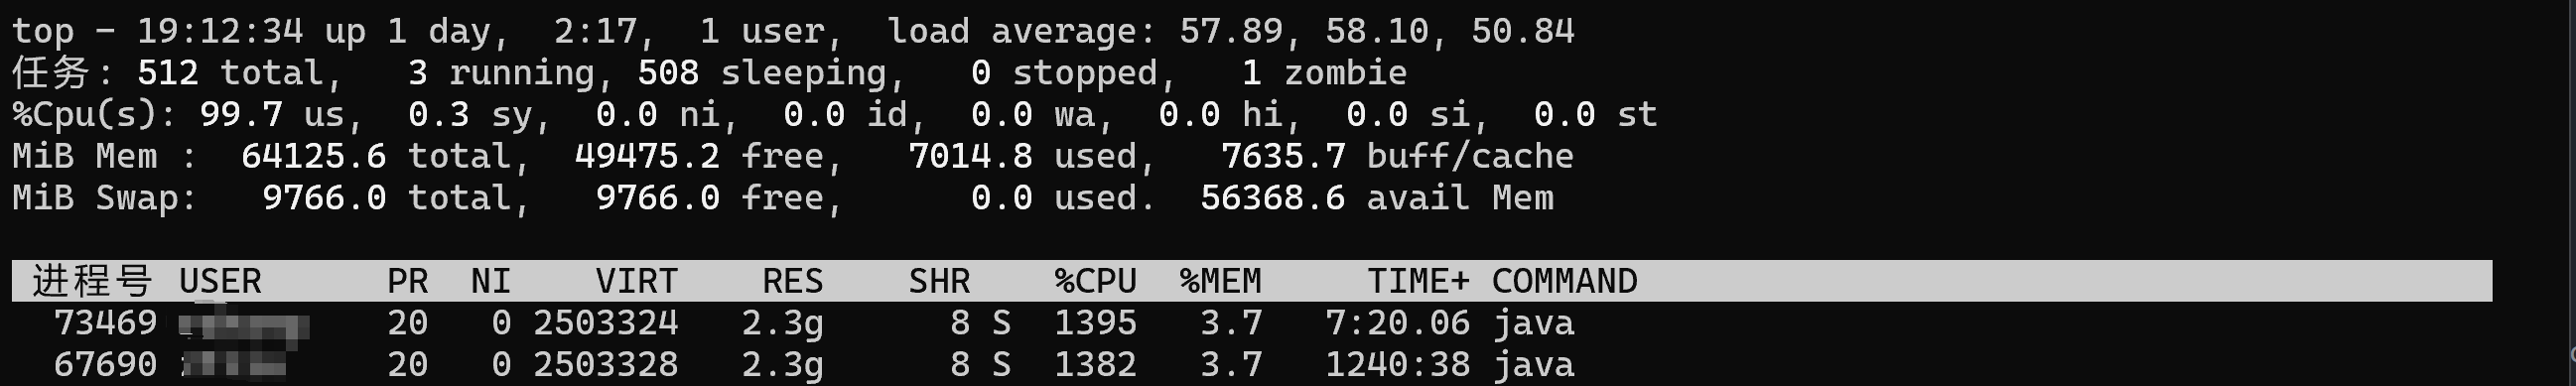 top - 19:12:34 up 1 day,  2:17,  1 user,  load average: 57.89, 58.10, 50.84
任务: 512 total,   3 running, 508 sleeping,   0 stopped,   1 zombie
%Cpu(s): 99.7 us,  0.3 sy,  0.0 ni,  0.0 id,  0.0 wa,  0.0 hi,  0.0 si,  0.0 st
MiB Mem :  64125.6 total,  49475.2 free,   7014.8 used,   7635.7 buff/cache
MiB Swap:   9766.0 total,   9766.0 free,      0.0 used.  56368.6 avail Mem
进程号 USER      PR  NI    VIRT    RES    SHR    %CPU  %MEM     TIME+ COMMAND
73469 20   0 2503324   2.3g      8 S  1395   3.7   7:20.06 java
67690 20   0 2503328   2.3g      8 S  1382   3.7   1240:38 java